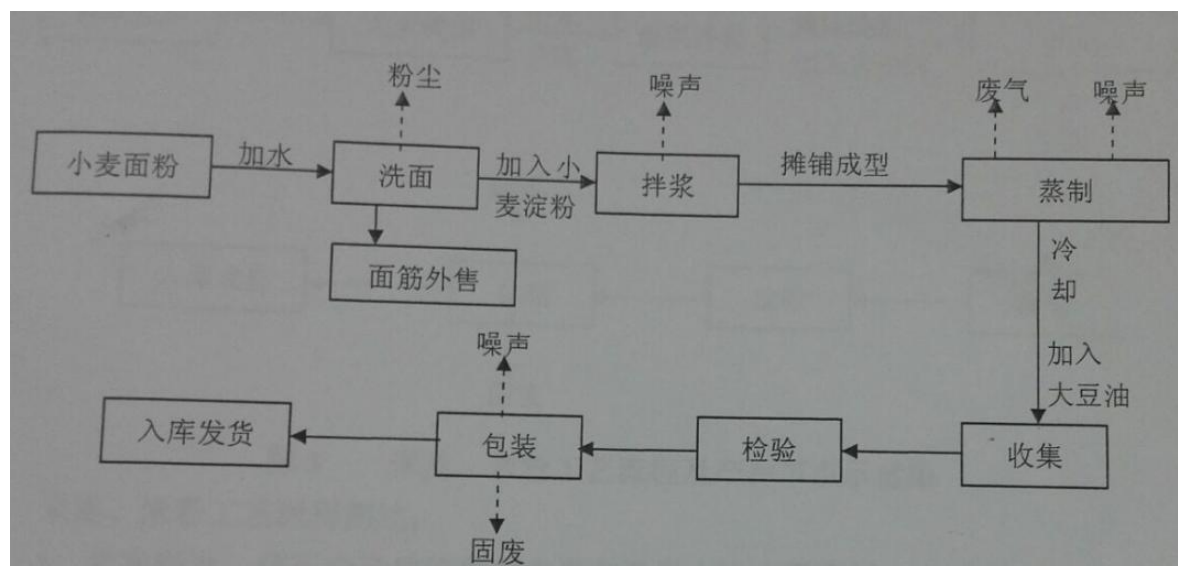 粉尘
噪声
废气
噪声
小麦面粉
加水
洗面
加入小
麦淀粉
拌浆
摊铺成型
蒸制
面筋外售
冷
却
加入
大豆油
噪声
入库发货
包装
检验
收集
固废